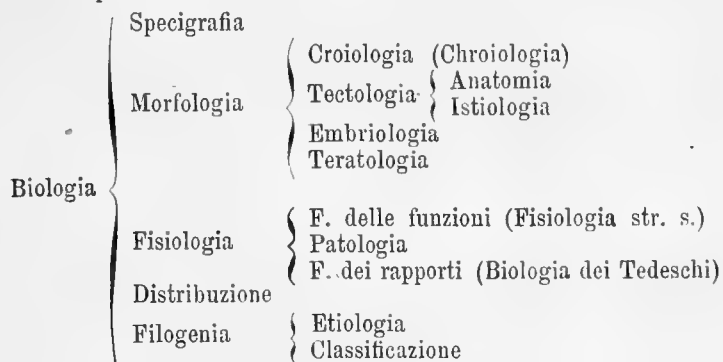 Biologia
Specigrafia
Morfologia
Croiologia (Chroiologia)
Tectologia
Anatomia
Istiologia
Embriologia
Teratologia
Fisiologia
F. delle funzioni (Fisiologia str. s.)
Patologia
F. dei rapporti (Biologia dei Tedeschi)
Distribuzione
Filogenia
Etiologia
Classificazione